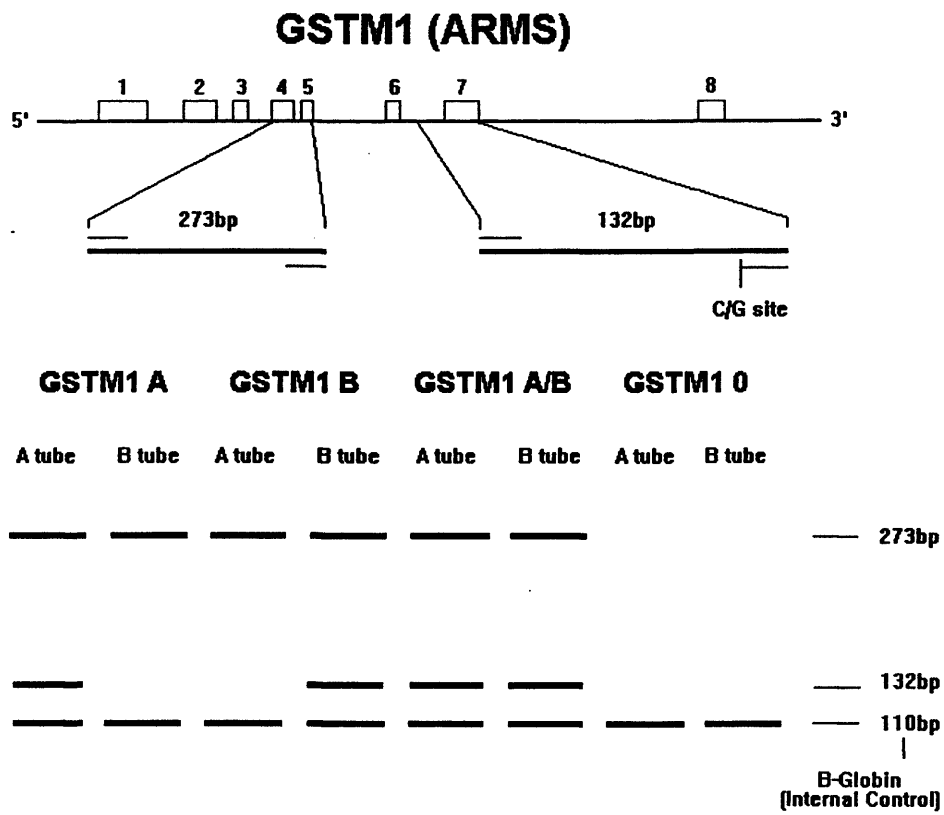 GSTM1 (ARMS)
1 2 3 4 5 6 7 8
5' 3'
273bp 132bp
C/G site
GSTM1 A GSTM1 B GSTM1 A/B GSTM1 0
A tube B tube A tube B tube A tube B tube A tube B tube
273bp
132bp
110bp
B-Globin
(Internal Control)